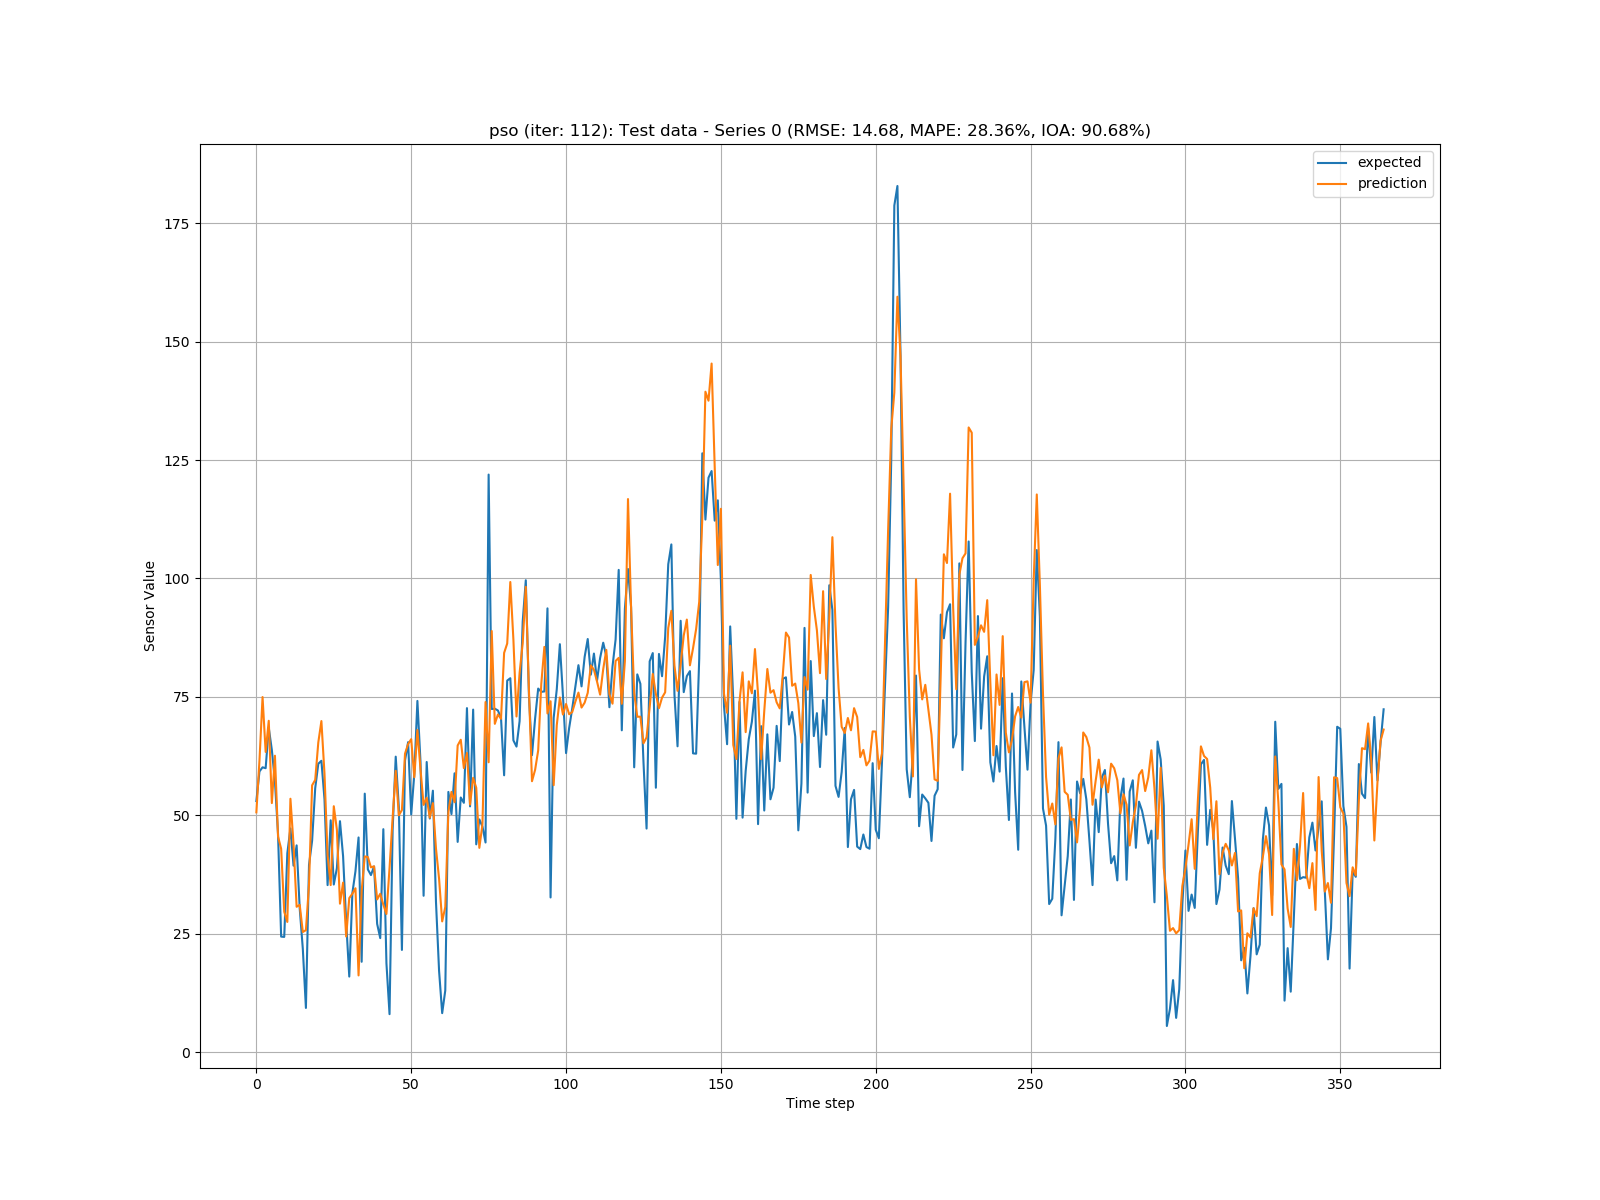 pso (iter: 112): Test data - Series 0 (RMSE: 14.68, MAPE: 28.36%, IOA: 90.68%)
expected
prediction
175
150
125
100
75
50
25
0
Sensor Value
0 50 100 150 200 250 300 350
Time step